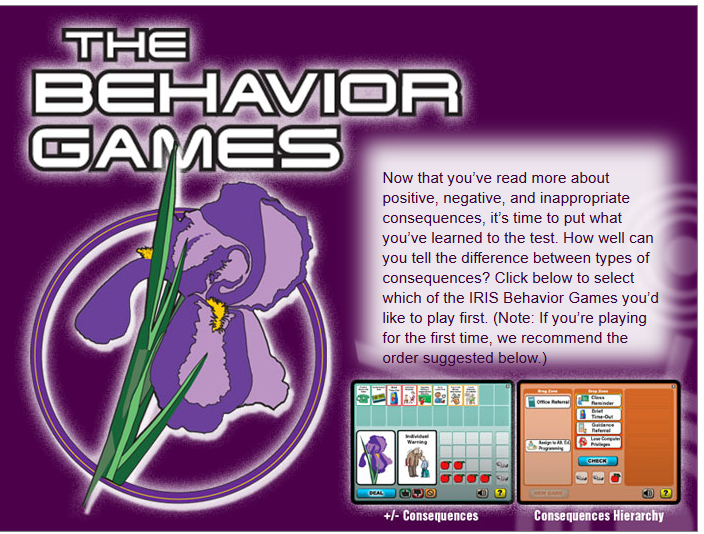 THE
BEHAVIOR
GAMES
Now that you've read more about
positive, negative, and inappropriate
consequences, it's time to put what
you've learned to the test. How well can
you tell the difference between types of
consequences? Click below to select
which of the IRIS Behavior Games you'd
like to play first. (Note: If you're playing
for the first time, we recommend the
order suggested below.)
Individual
Warning
DEAL
?
+/- Consequences
Drag Zone
Drop Zone
Office Referral
Class
Reminder
Brief
Time-Out
Guidance
Referral
Assign to Alt. Ed.
Programming
Lose Computer
Privileges
CHECK
NEW GAME
?
Consequences Hierarchy